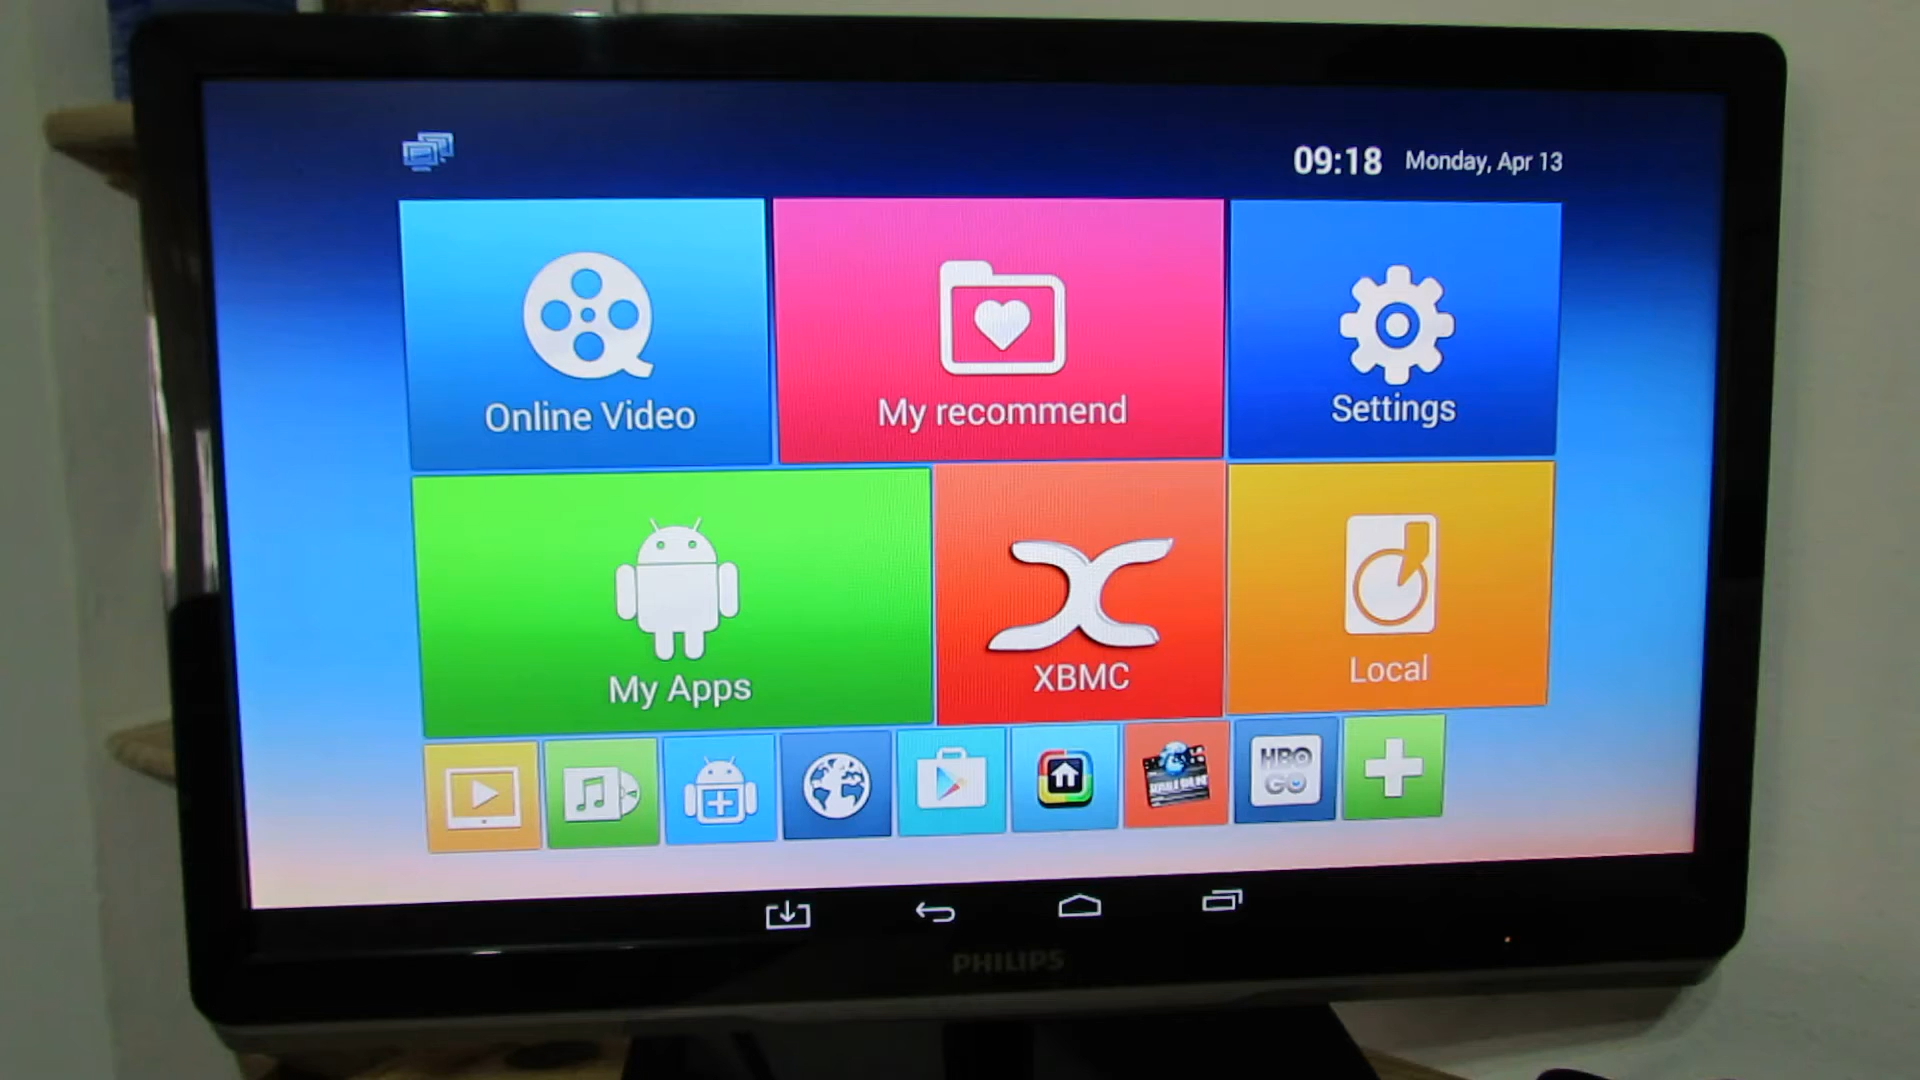 09:18 Monday, Apr 13
Online Video
My recommend
Settings
My Apps
XBMC
Local
HBO
GO
PHILIPS